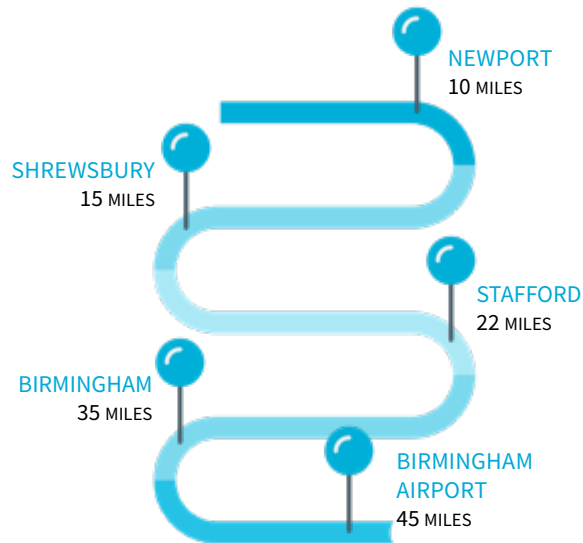 NEWPORT
10 MILES
SHREWSBURY
15 MILES
STAFFORD
22 MILES
BIRMINGHAM
35 MILES
BIRMINGHAM
AIRPORT
45 MILES